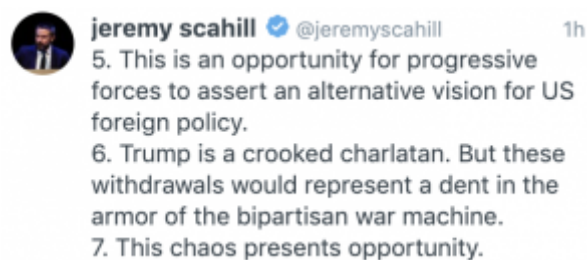 jeremy scahill @jeremyscahill 1h
5. This is an opportunity for progressive
forces to assert an alternative vision for US
foreign policy.
6. Trump is a crooked charlatan. But these
withdrawals would represent a dent in the
armor of the bipartisan war machine.
7. This chaos presents opportunity.